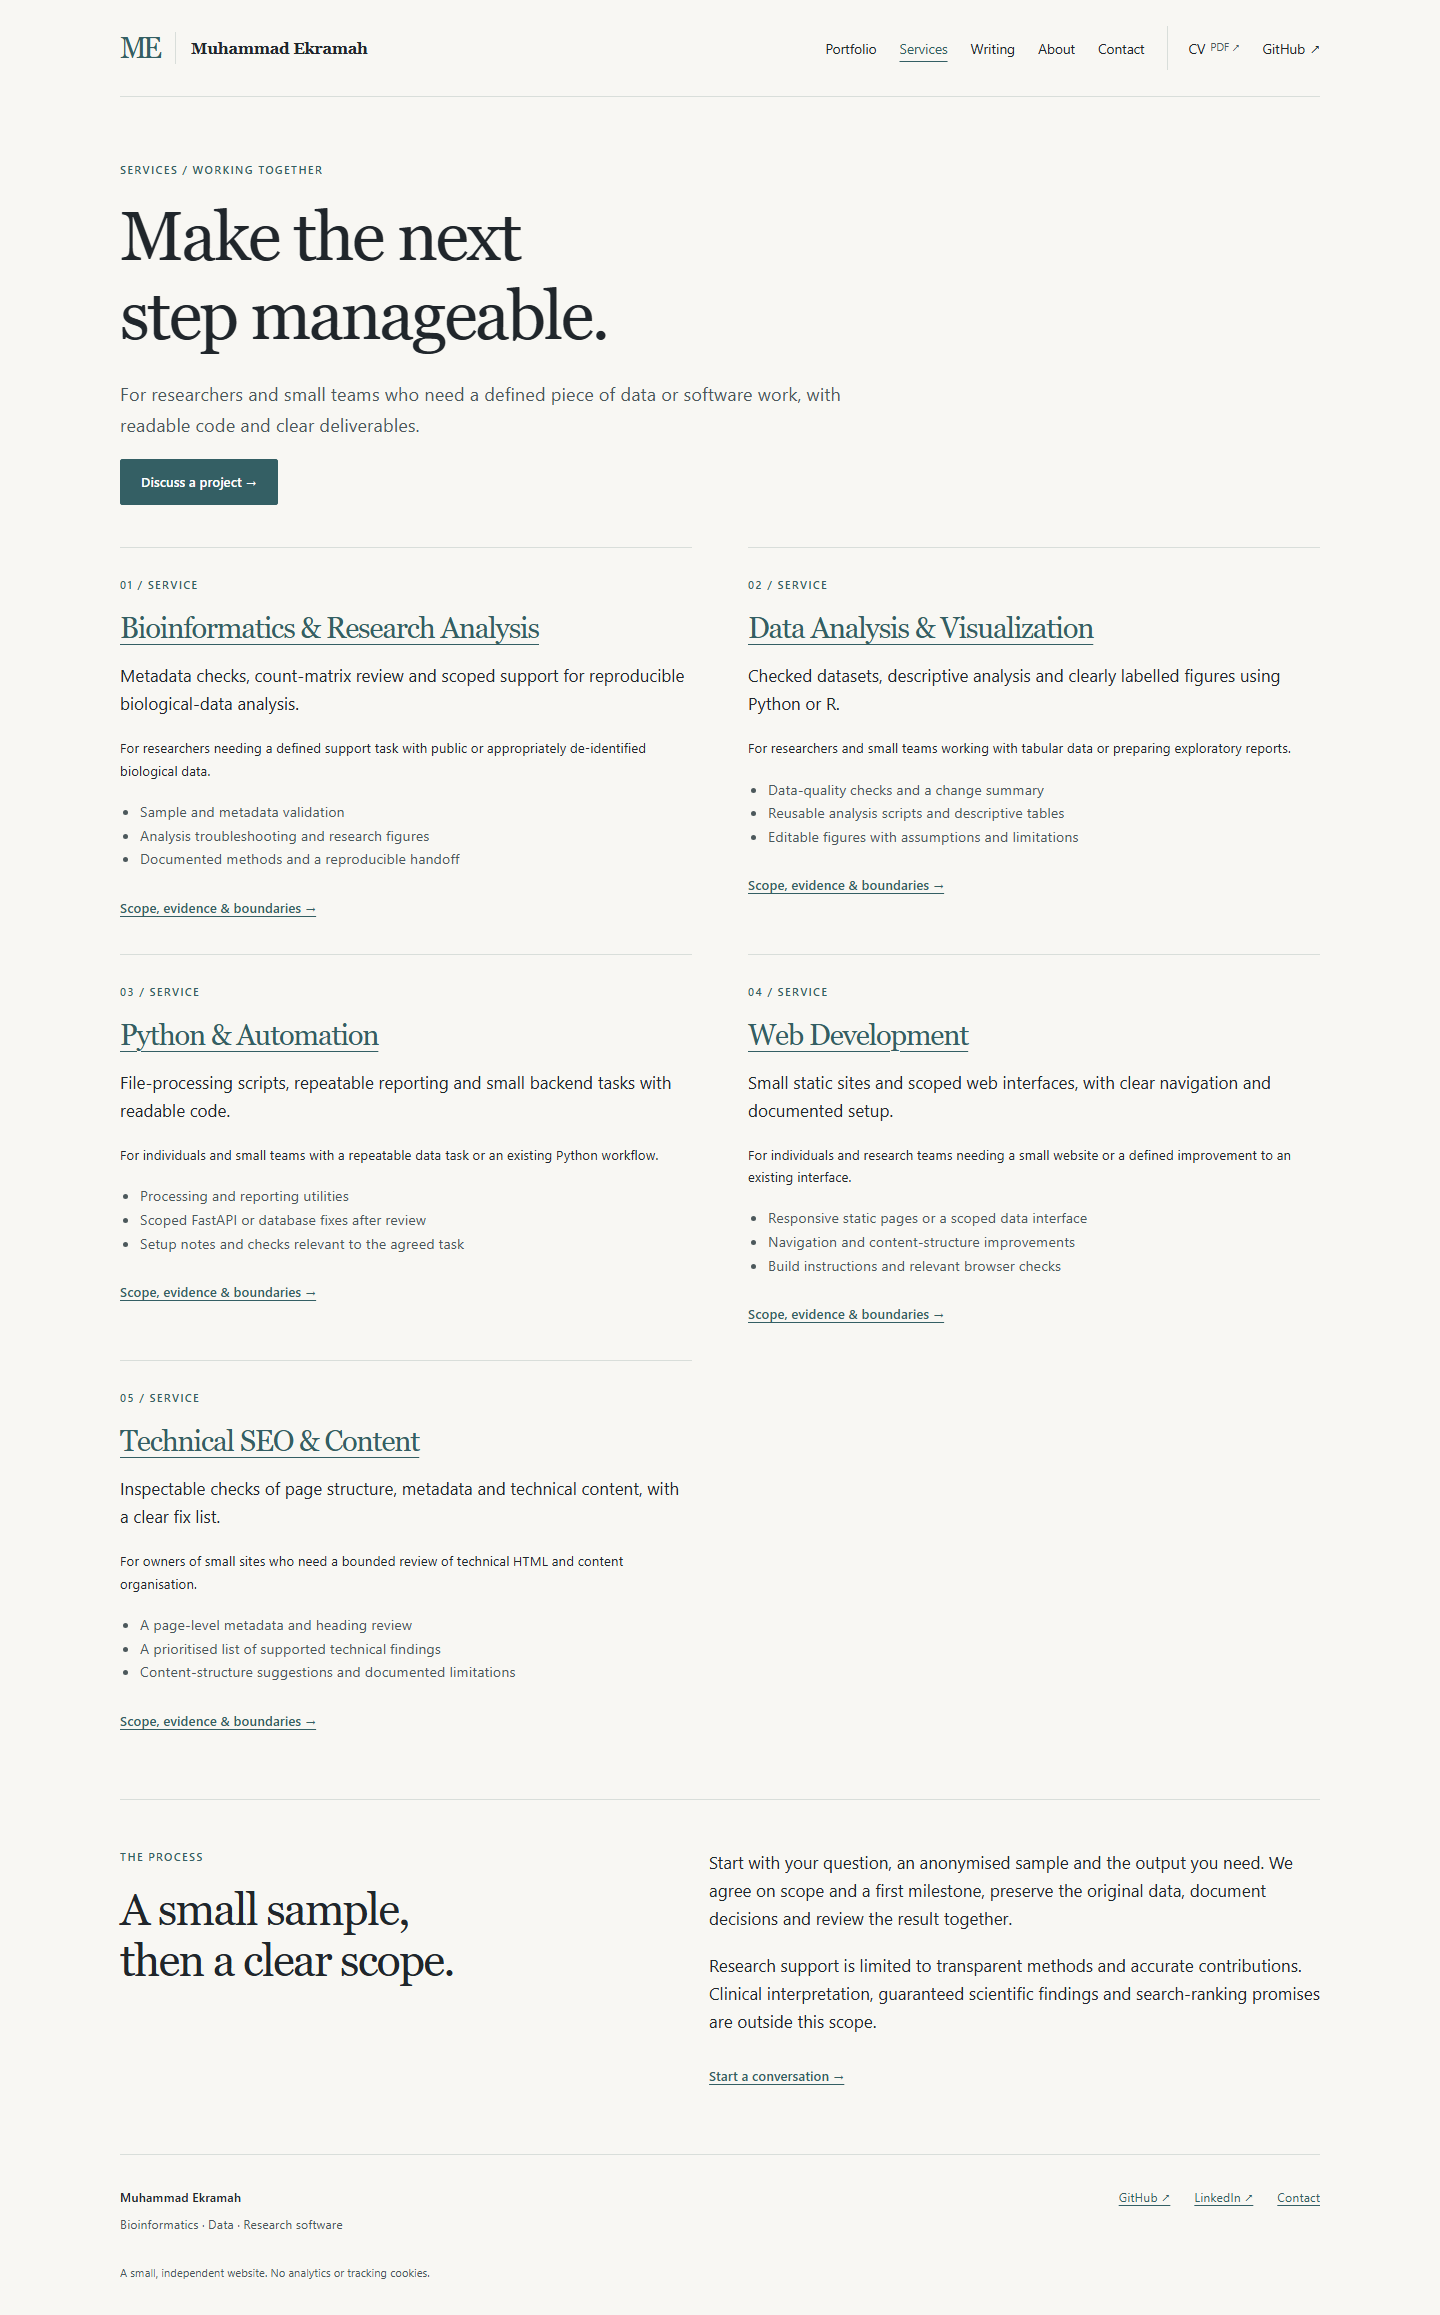 ME Muhammad Ekramah
Portfolio Services Writing About Contact CV PDF ↗ GitHub ↗
SERVICES / WORKING TOGETHER
Make the next
step manageable.
For researchers and small teams who need a defined piece of data or software work, with
readable code and clear deliverables.
Discuss a project →
01 / SERVICE
Bioinformatics & Research Analysis
Metadata checks, count-matrix review and scoped support for reproducible
biological-data analysis.
For researchers needing a defined support task with public or appropriately de-identified
biological data.
• Sample and metadata validation
• Analysis troubleshooting and research figures
• Documented methods and a reproducible handoff
Scope, evidence & boundaries →
02 / SERVICE
Data Analysis & Visualization
Checked datasets, descriptive analysis and clearly labelled figures using
Python or R.
For researchers and small teams working with tabular data or preparing exploratory reports.
• Data-quality checks and a change summary
• Reusable analysis scripts and descriptive tables
• Editable figures with assumptions and limitations
Scope, evidence & boundaries →
03 / SERVICE
Python & Automation
File-processing scripts, repeatable reporting and small backend tasks with
readable code.
For individuals and small teams with a repeatable data task or an existing Python workflow.
• Processing and reporting utilities
• Scoped FastAPI or database fixes after review
• Setup notes and checks relevant to the agreed task
Scope, evidence & boundaries →
04 / SERVICE
Web Development
Small static sites and scoped web interfaces, with clear navigation and
documented setup.
For individuals and research teams needing a small website or a defined improvement to an
existing interface.
• Responsive static pages or a scoped data interface
• Navigation and content-structure improvements
• Build instructions and relevant browser checks
Scope, evidence & boundaries →
05 / SERVICE
Technical SEO & Content
Inspectable checks of page structure, metadata and technical content, with
a clear fix list.
For owners of small sites who need a bounded review of technical HTML and content
organisation.
• A page-level metadata and heading review
• A prioritised list of supported technical findings
• Content-structure suggestions and documented limitations
Scope, evidence & boundaries →
THE PROCESS
A small sample,
then a clear scope.
Start with your question, an anonymised sample and the output you need. We
agree on scope and a first milestone, preserve the original data, document
decisions and review the result together.
Research support is limited to transparent methods and accurate contributions.
Clinical interpretation, guaranteed scientific findings and search-ranking promises
are outside this scope.
Start a conversation →
Muhammad Ekramah
Bioinformatics · Data · Research software
GitHub ↗ LinkedIn ↗ Contact
A small, independent website. No analytics or tracking cookies.